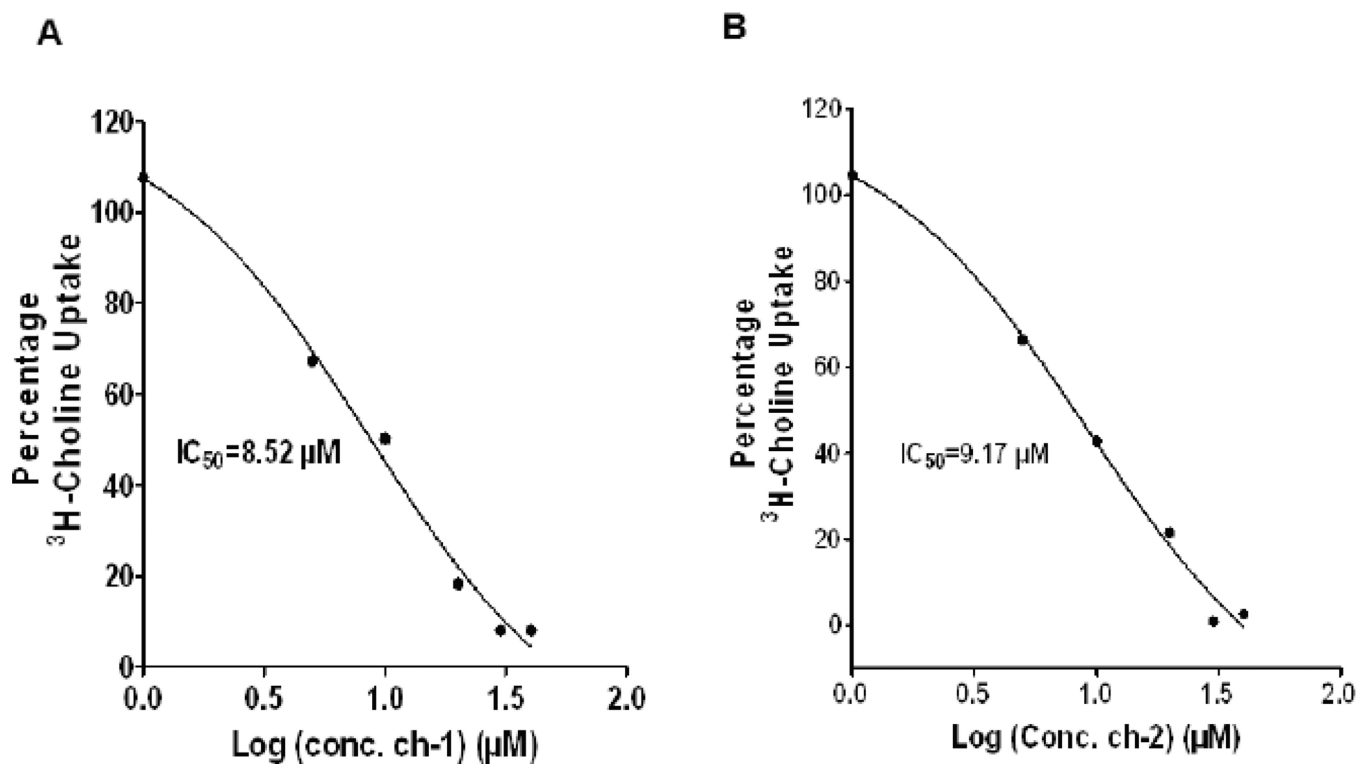 A
120
100
80
60
40
20
0
Percentage
³H-Choline Uptake
IC₅₀=8.52 µM
0.0 0.5 1.0 1.5 2.0
Log (conc. ch-1) (µM)
B
120
100
80
60
40
20
0
Percentage
³H-Choline Uptake
IC₅₀=9.17 µM
0.0 0.5 1.0 1.5 2.0
Log (Conc. ch-2) (µM)